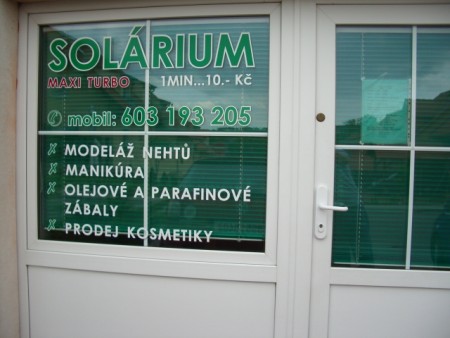 SOLÁRIUM
MAXI TURBO 1MIN...10.- Kč
mobil: 603 193 205
✗ MODELÁŽ NEHTŮ
✗ MANIKÚRA
✗ OLEJOVÉ A PARAFINOVÉ
ZÁBALY
✗ PRODEJ KOSMETIKY